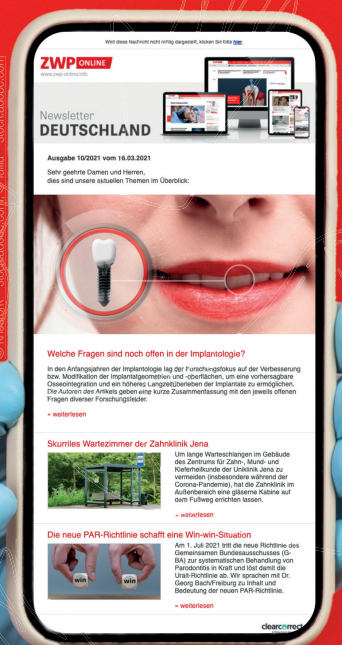 Wird diese Nachricht nicht richtig dargestellt, klicken Sie bitte hier.
ZWP ONLINE
www.zwp-online.info
Newsletter
DEUTSCHLAND
Ausgabe 10/2021 vom 16.03.2021
Sehr geehrte Damen und Herren,
dies sind unsere aktuellen Themen im Überblick:
Welche Fragen sind noch offen in der Implantologie?
In den Anfangsjahren der Implantologie lag der Forschungsfokus auf der Verbesserung
bzw. Modifikation der Implantatgeometrien und -oberflächen, um eine vorhersagbare
Osseointegration und ein höheres Langzeitüberleben der Implantate zu ermöglichen.
Die Autoren des Artikels geben eine kurze Zusammenfassung mit den jeweils offenen
Fragen diverser Forschungsfelder.
» weiterlesen
Skurriles Wartezimmer der Zahnklinik Jena
Um lange Warteschlangen im Gebäude
des Zentrums für Zahn-, Mund- und
Kieferheilkunde der Uniklinik Jena zu
vermeiden (insbesondere während der
Corona-Pandemie), hat die Zahnklinik im
Außenbereich eine gläserne Kabine auf
dem Fußweg errichten lassen.
» weiterlesen
Die neue PAR-Richtlinie schafft eine Win-win-Situation
Am 1. Juli 2021 tritt die neue Richtlinie des
Gemeinsamen Bundesausschusses (G-
BA) zur systematischen Behandlung von
Parodontitis in Kraft und löst damit die
Uralt-Richtlinie ab. Wir sprachen mit Dr.
Georg Bach/Freiburg zu Inhalt und
Bedeutung der neuen PAR-Richtlinie.
win
win
» weiterlesen
clearcorrect